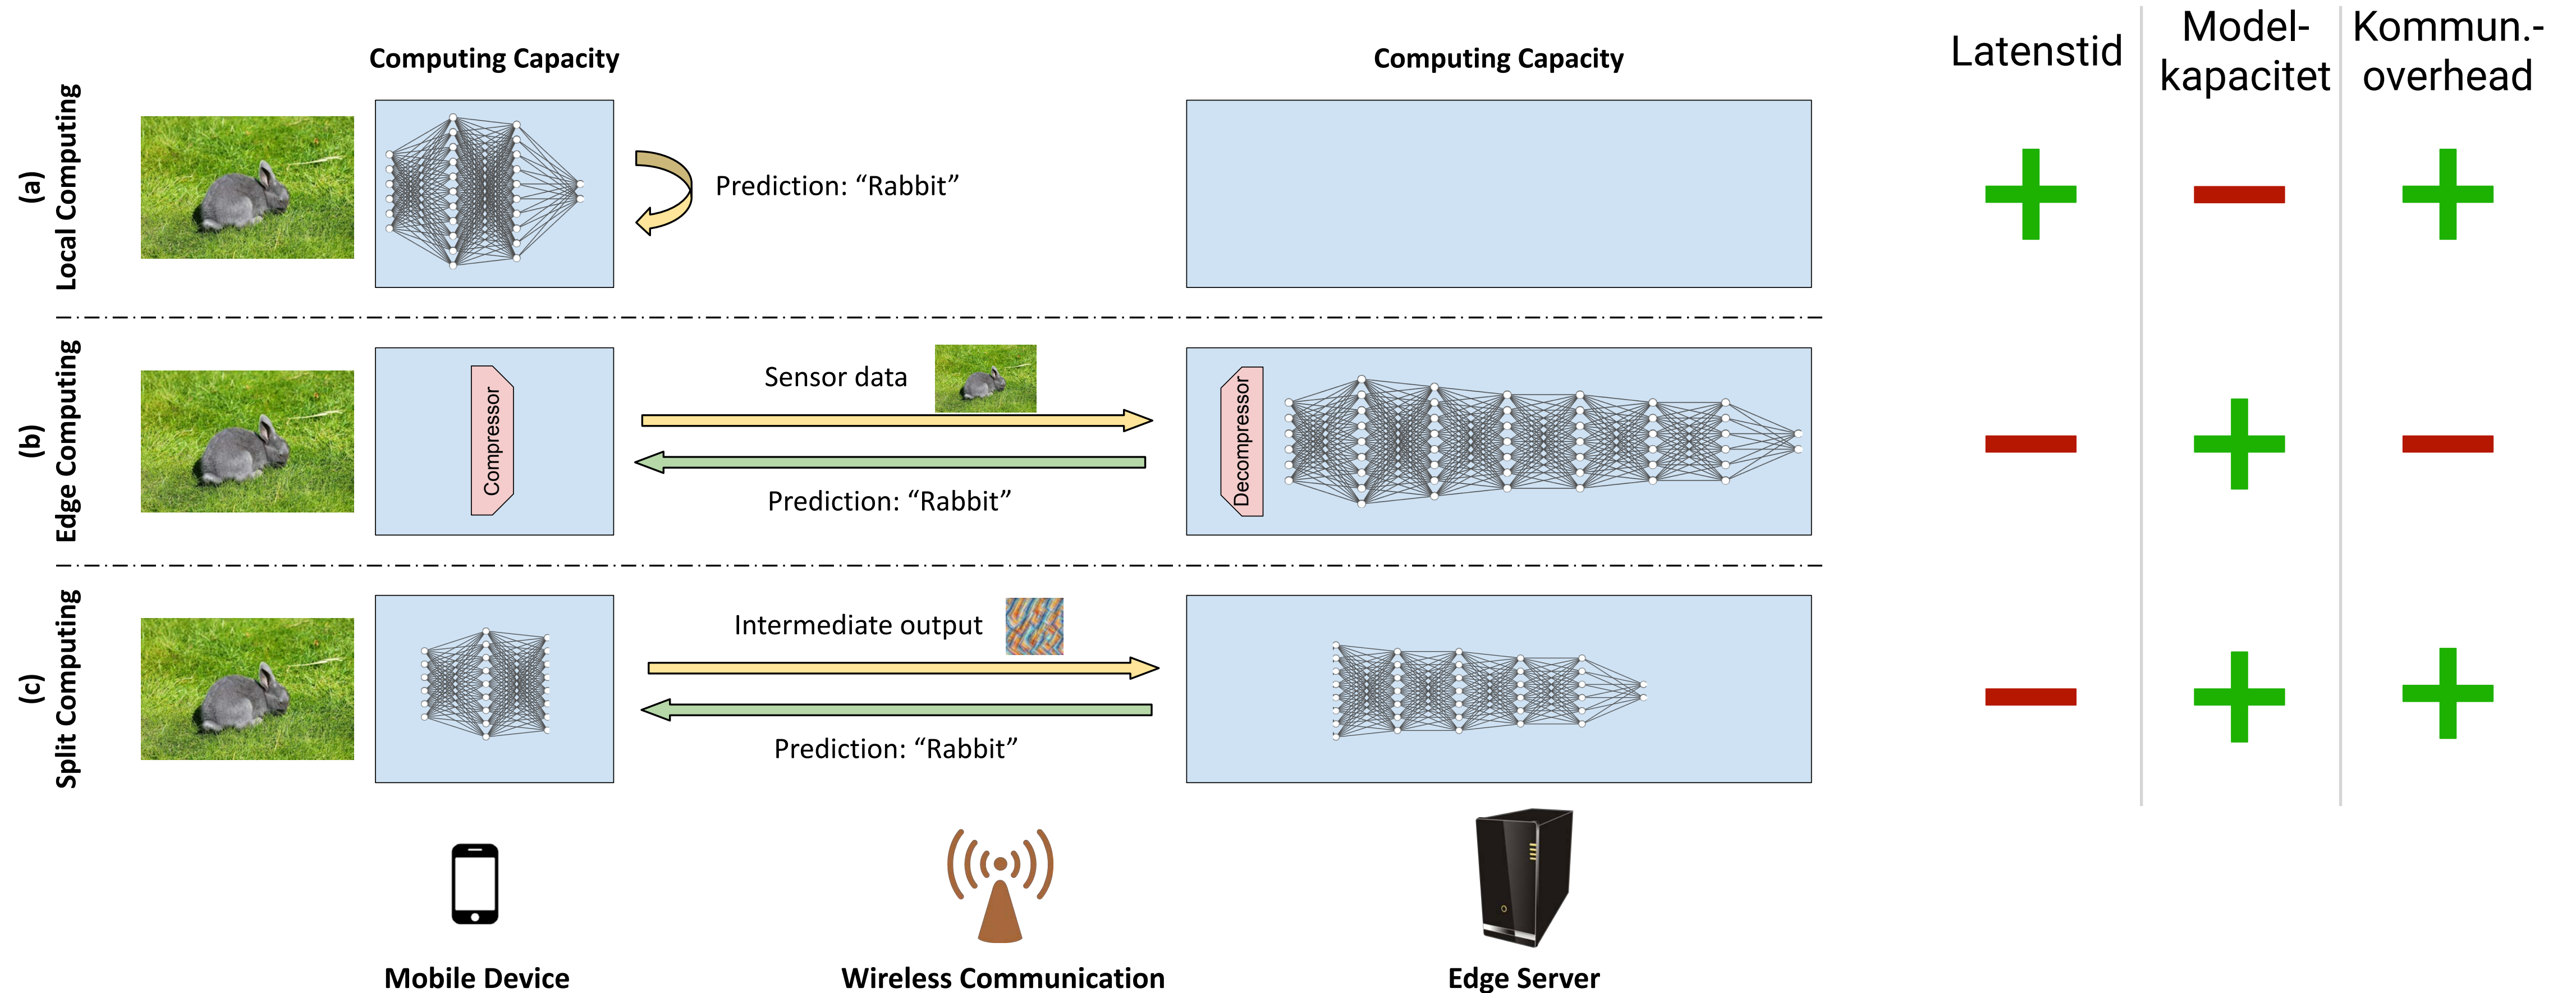 Computing Capacity
Computing Capacity
Latenstid
Model-
kapacitet
Kommun.-
overhead
(a)
Local Computing
Prediction: “Rabbit”
(b)
Edge Computing
Compressor
Sensor data
Prediction: “Rabbit”
Decompressor
(c)
Split Computing
Intermediate output
Prediction: “Rabbit”
Mobile Device
Wireless Communication
Edge Server